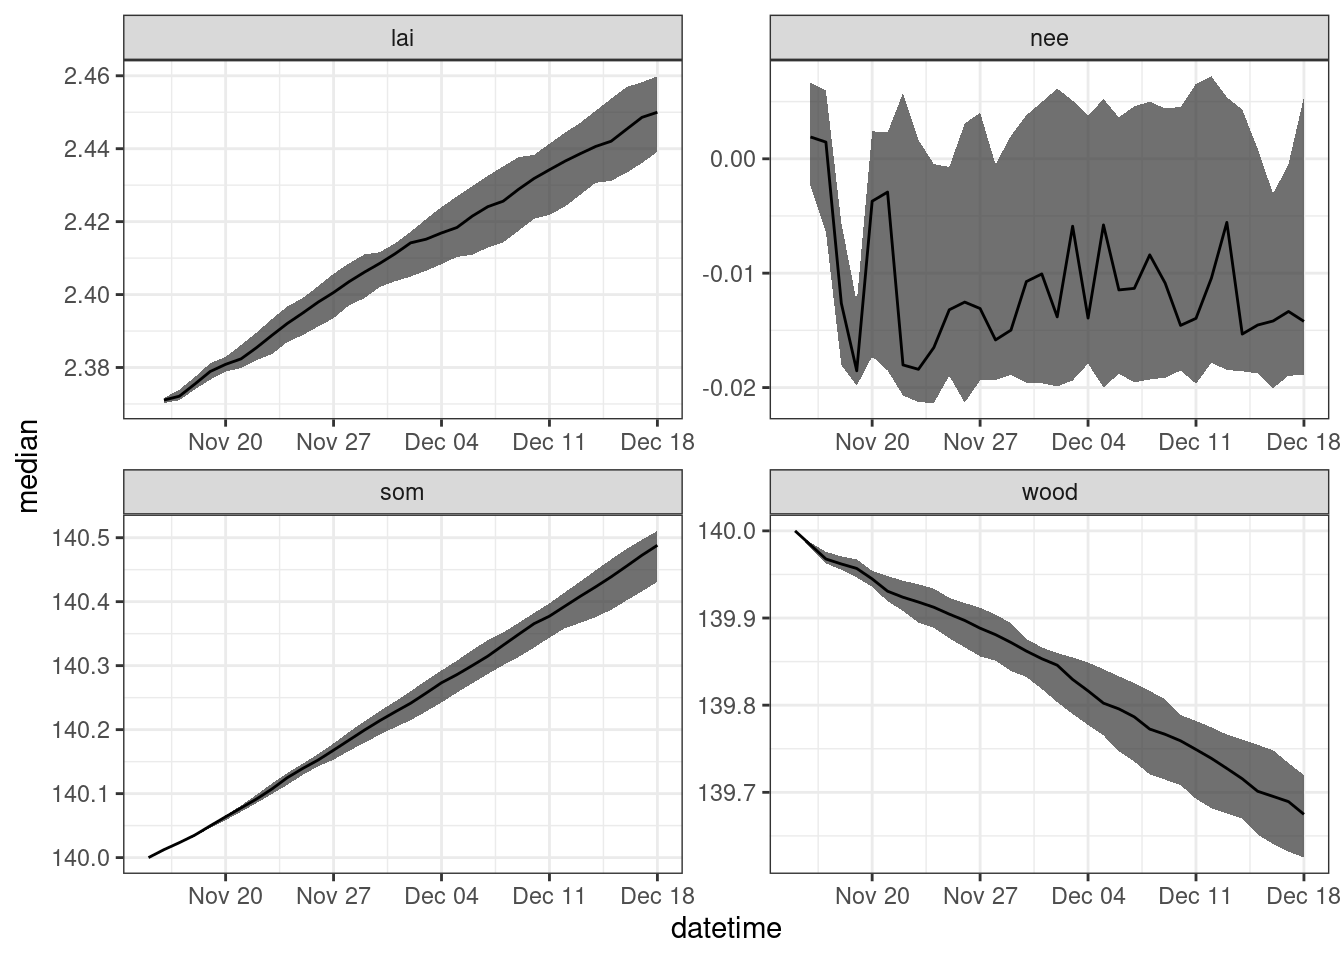 lai
nee
2.46
2.44
2.42
2.40
2.38
0.00
-0.01
-0.02
Nov 20 Nov 27 Dec 04 Dec 11 Dec 18
Nov 20 Nov 27 Dec 04 Dec 11 Dec 18
median
som
wood
140.5
140.4
140.3
140.2
140.1
140.0
140.0
139.9
139.8
139.7
Nov 20 Nov 27 Dec 04 Dec 11 Dec 18
Nov 20 Nov 27 Dec 04 Dec 11 Dec 18
datetime